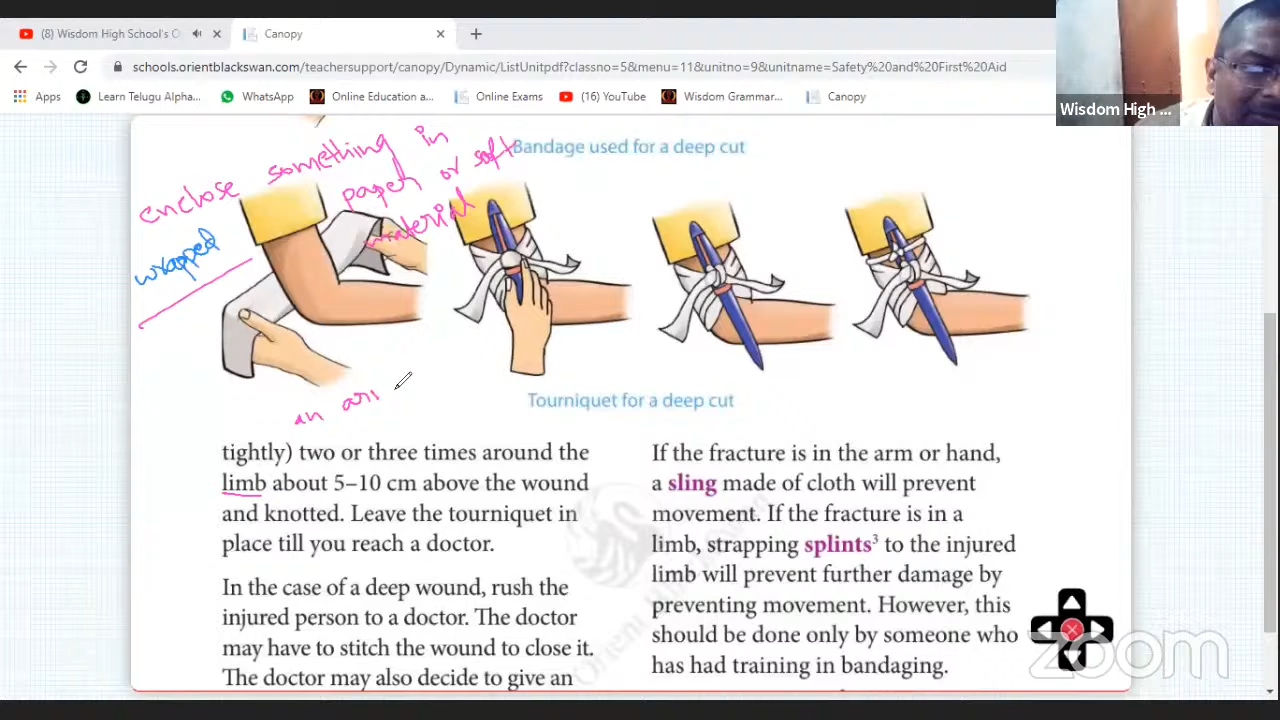 (8) Wisdom High School's O
Canopy
schools.orientblackswan.com/teachersupport/canopy/Dynamic/ListUnitpdf?classno=5&menu=11&unitno=9&unitname=Safety%20and%20First%20Aid
Apps
Learn Telugu Alpha...
WhatsApp
Online Education a...
Online Exams
(16) YouTube
Wisdom Grammar...
Canopy
Wisdom High ...
Bandage used for a deep cut
enclose something in
paper or soft
material
wrapped
an ari
Tourniquet for a deep cut
tightly) two or three times around the
limb about 5–10 cm above the wound
and knotted. Leave the tourniquet in
place till you reach a doctor.
In the case of a deep wound, rush the
injured person to a doctor. The doctor
may have to stitch the wound to close it.
The doctor may also decide to give an
If the fracture is in the arm or hand,
a sling made of cloth will prevent
movement. If the fracture is in a
limb, strapping splints³ to the injured
limb will prevent further damage by
preventing movement. However, this
should be done only by someone who
has had training in bandaging.
zoom